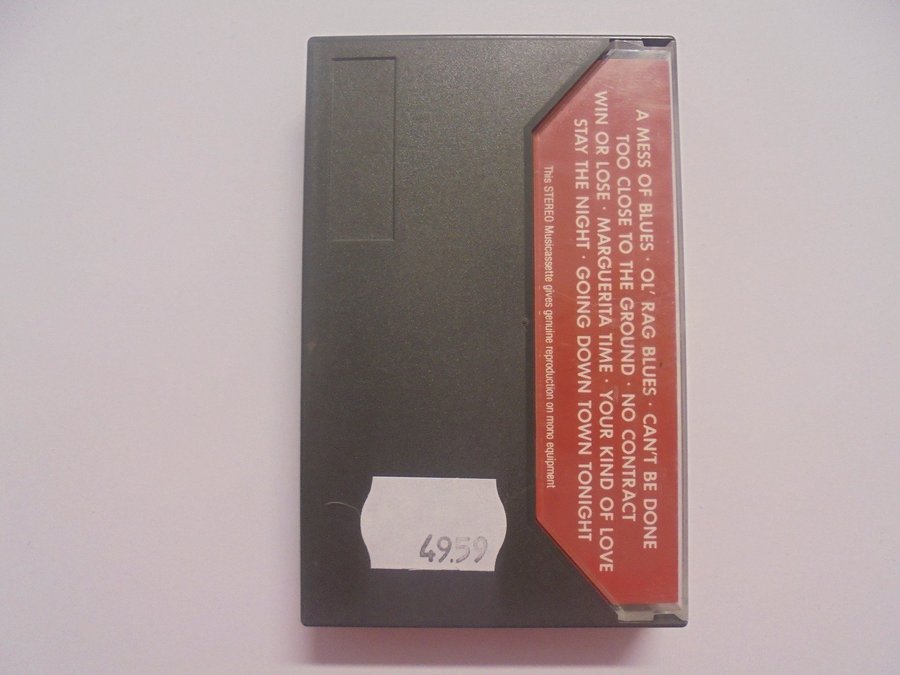 A MESS OF BLUES · OL' RAG BLUES · CAN'T BE DONE
TOO CLOSE TO THE GROUND · NO CONTRACT
WIN OR LOSE · MARGUERITA TIME · YOUR KIND OF LOVE
STAY THE NIGHT · GOING DOWN TOWN TONIGHT
This STEREO Musicassette gives genuine reproduction on mono equipment
49.59